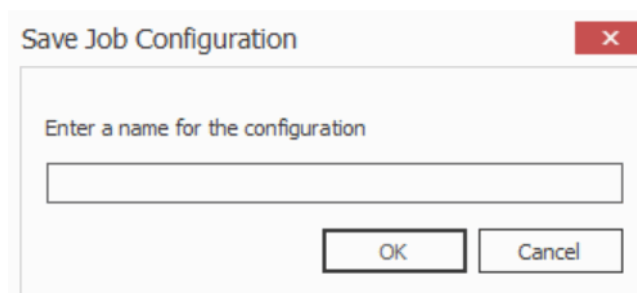 Save Job Configuration
Enter a name for the configuration
OK
Cancel